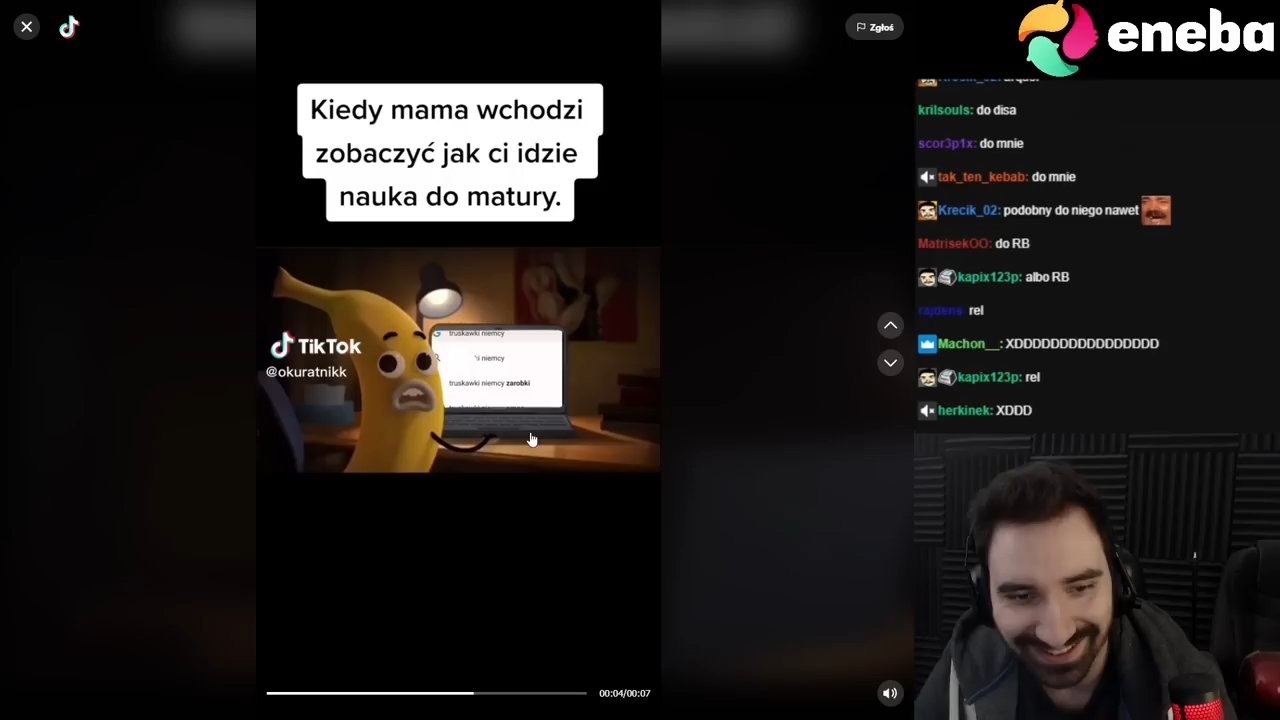 Zgłoś
eneba
Kiedy mama wchodzi
zobaczyć jak ci idzie
nauka do matury.
truskawki niemcy
niemcy
truskawki niemcy zarobki
TikTok
@okuratnikk
00:04/00:07
krilsouls: do disa
scor3p1x: do mnie
tak_ten_kebab: do mnie
Krecik_02: podobny do niego nawet
MatrisekOO: do RB
kapix123p: albo RB
rajdens rel
Machon__: XDDDDDDDDDDDDDDDD
kapix123p: rel
herkinek: XDDD